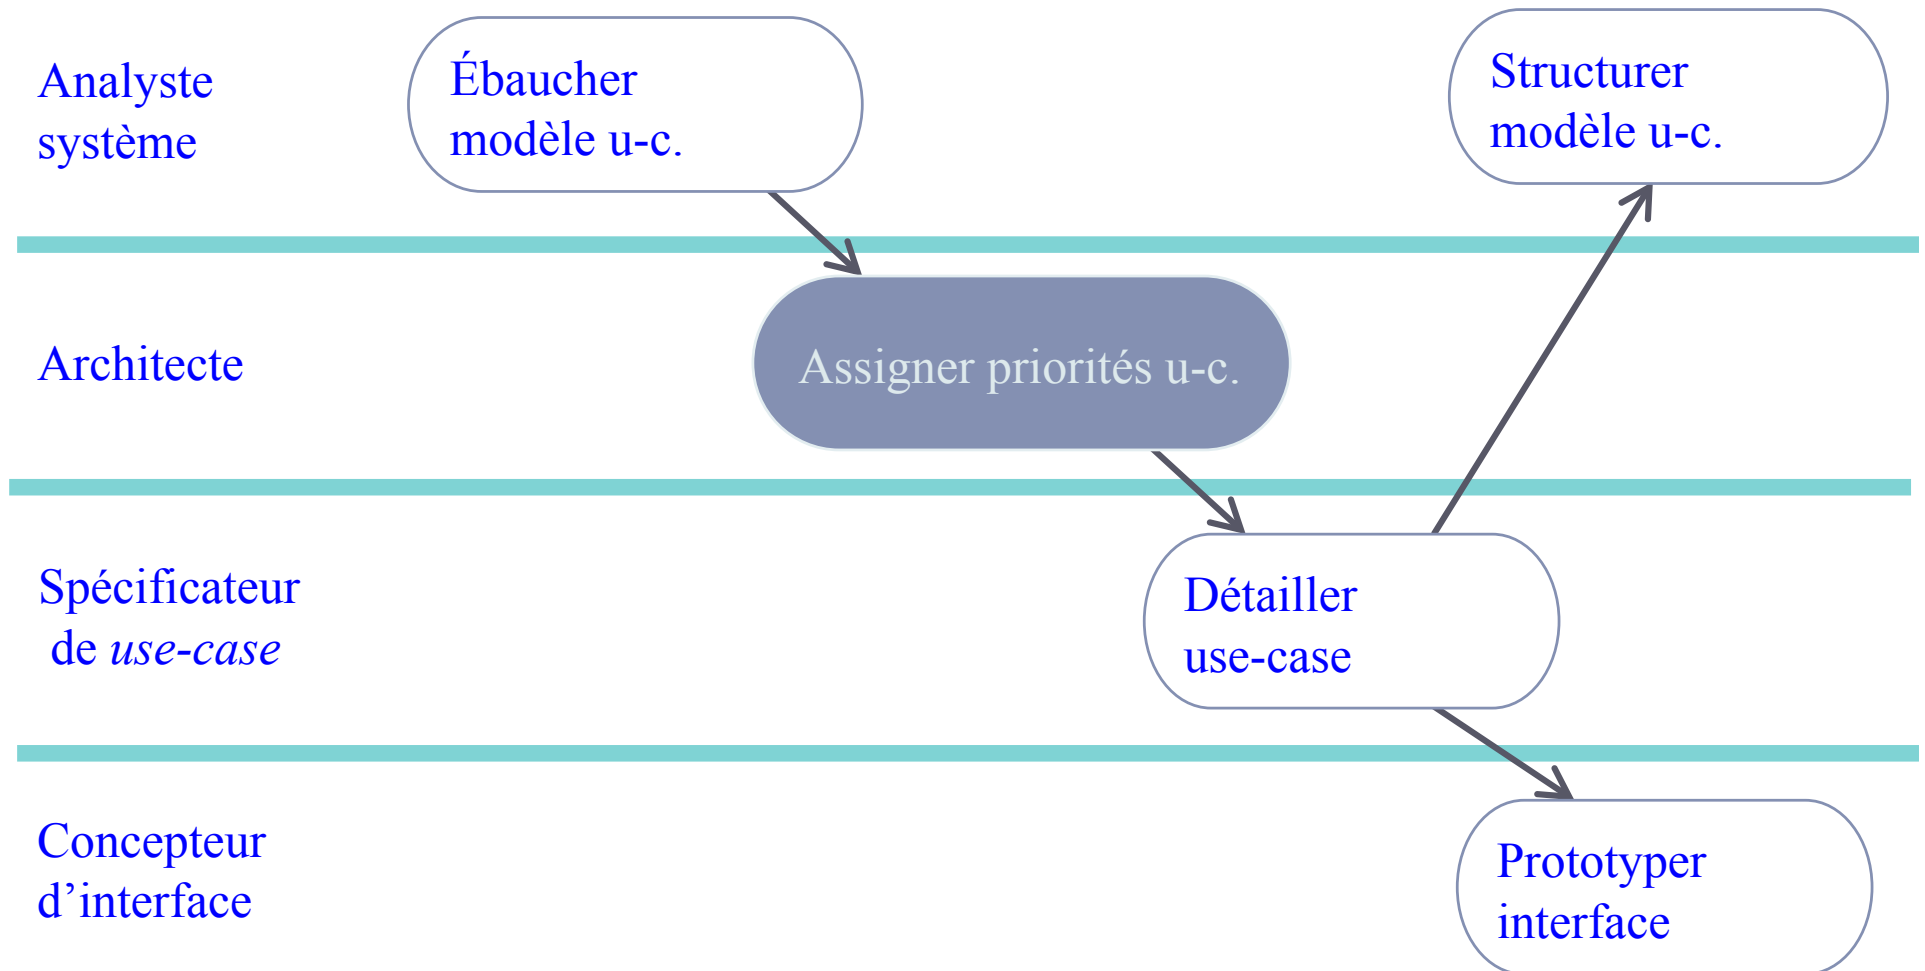 Analyste
système
Ébaucher
modèle u-c.
Structurer
modèle u-c.
Architecte
Assigner priorités u-c.
Spécificateur
de use-case
Détailler
use-case
Concepteur
d’interface
Prototyper
interface